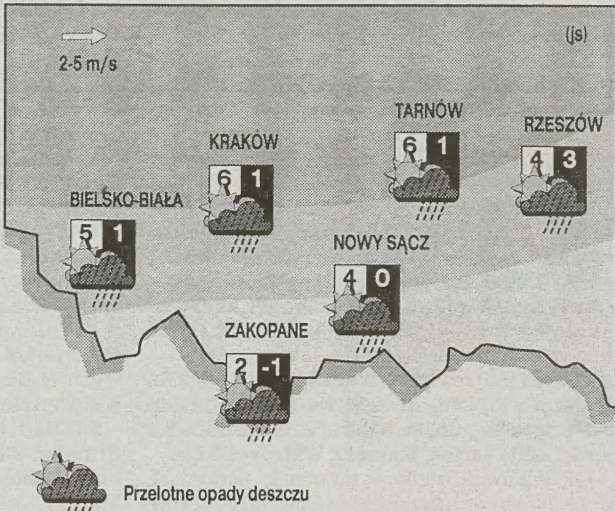 (js)
2-5 m/s
TARNÓW
6 1
RZESZÓW
4 3
KRAKÓW
6 1
BIELSKO-BIAŁA
5 1
NOWY SĄCZ
4 0
ZAKOPANE
2 -1
Przelotne opady deszczu